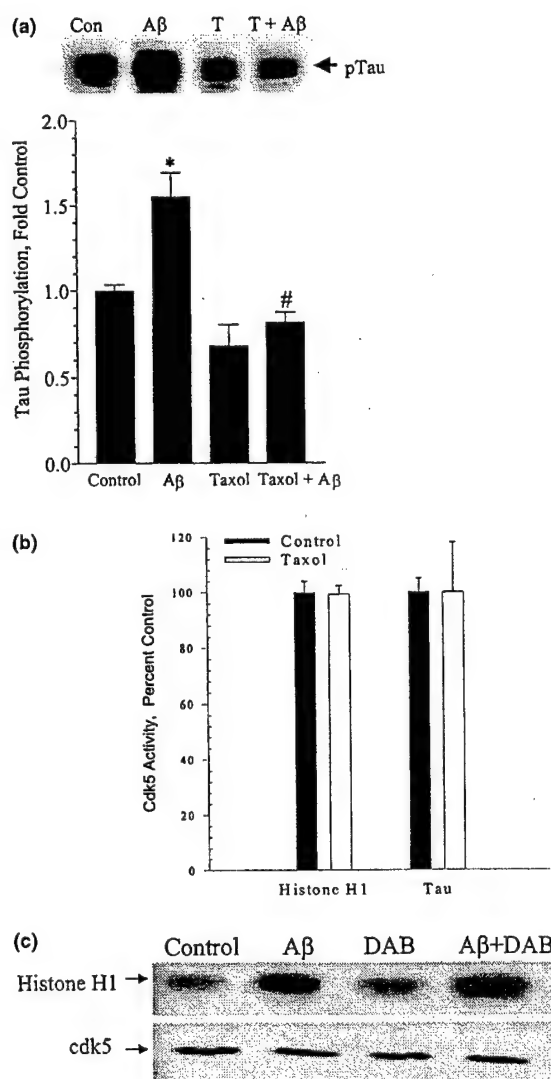 (a)
Con Aβ T T + Aβ
pTau
Tau Phosphorylation, Fold Control
2.0
1.5
1.0
0.5
0.0
*
#
Control Aβ Taxol Taxol + Aβ
(b)
Cdk5 Activity, Percent Control
120
100
80
60
40
20
0
Control
Taxol
Histone H1 Tau
(c)
Control Aβ DAB Aβ+DAB
Histone H1
cdk5